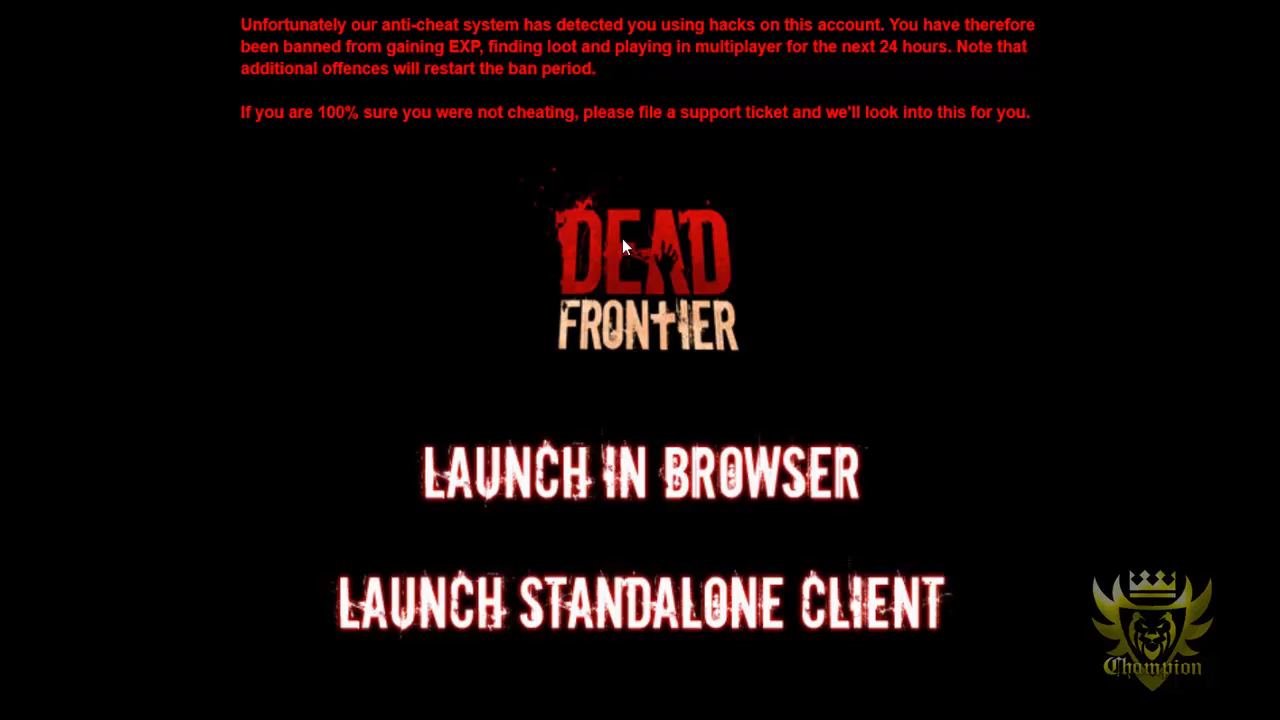 Unfortunately our anti-cheat system has detected you using hacks on this account. You have therefore
been banned from gaining EXP, finding loot and playing in multiplayer for the next 24 hours. Note that
additional offences will restart the ban period.
If you are 100% sure you were not cheating, please file a support ticket and we'll look into this for you.
DEAD
FRONTIER
LAUNCH IN BROWSER
LAUNCH STANDALONE CLIENT
Champion